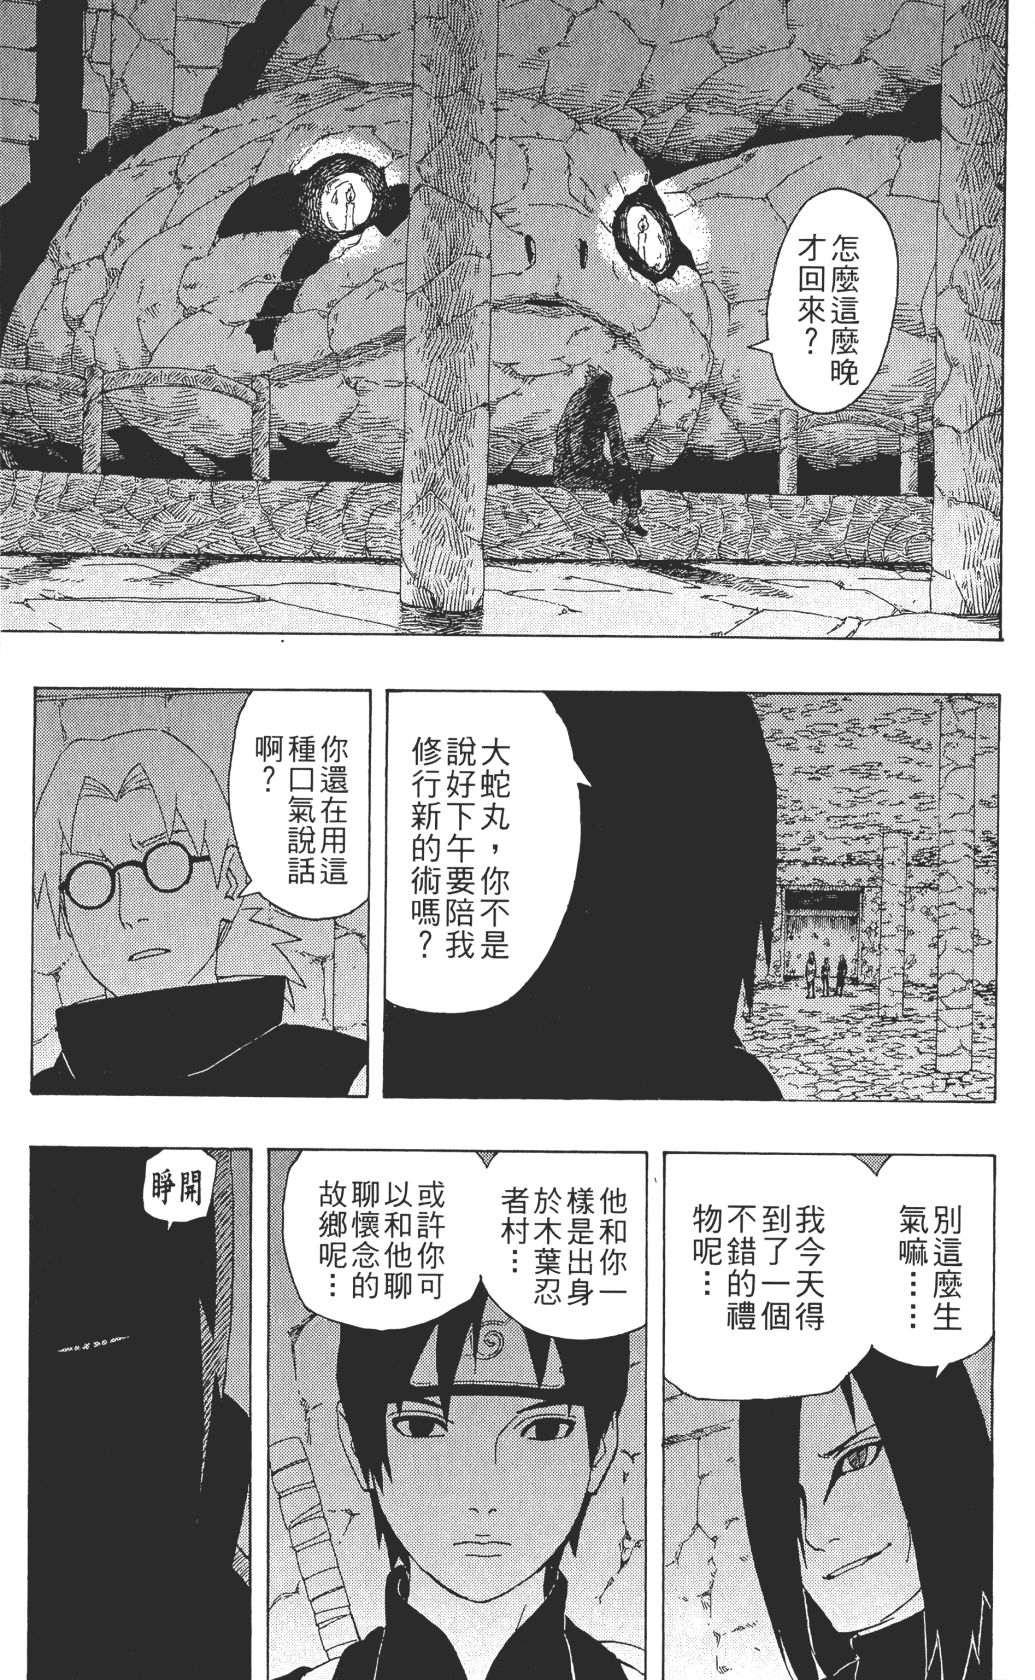 怎麼這麼晚
才回來？
大蛇丸，你不是
說好下午要陪我
修行新的術嗎？
你還在用這
種口氣說話
啊？
別這麼生
氣嘛……
我今天得
到了一個
不錯的禮
物呢…
他和你一
樣是出身
於木葉忍
者村…
或許你可
以和他聊
聊懷念的
故鄉呢…
睜開